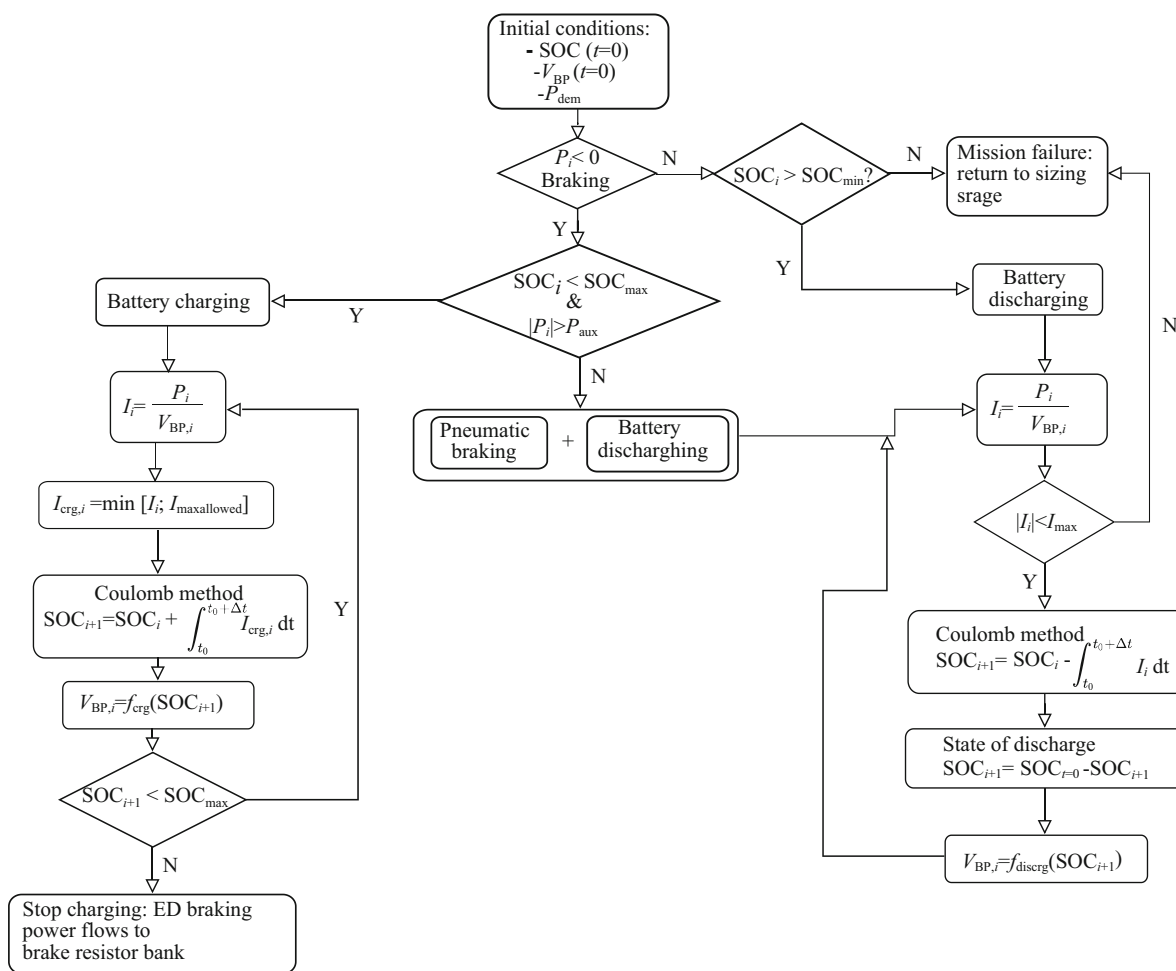 Initial conditions:
- SOC (t=0)
-V_BP (t=0)
-P_dem
P_i< 0
Braking
N
Y
SOC_i > SOC_min?
N
Y
Mission failure:
return to sizing
srage
SOC_i < SOC_max
&
|P_i|>P_aux
Y
N
Battery charging
I_i= P_i / V_BP,i
I_crg,i =min [I_i; I_maxallowed]
Coulomb method
SOC_i+1=SOC_i + ∫_t0^t0+Δt I_crg,i dt
V_BP,i=f_crg(SOC_i+1)
SOC_i+1 < SOC_max
Y
N
Stop charging: ED braking
power flows to
brake resistor bank
Pneumatic
braking
+
Battery
discharghing
Battery
discharging
I_i= P_i / V_BP,i
|I_i|<I_max
N
Y
Coulomb method
SOC_i+1= SOC_i - ∫_t0^t0+Δt I_i dt
State of discharge
SOC_i+1= SOC_t=0 -SOC_i+1
V_BP,i=f_discrg(SOC_i+1)